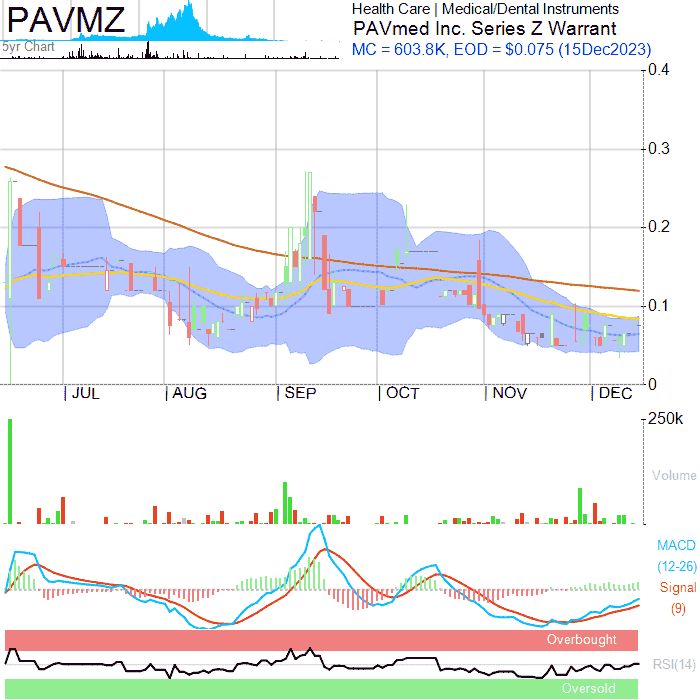 PAVMZ
5yr Chart
Health Care | Medical/Dental Instruments
PAVmed Inc. Series Z Warrant
MC = 603.8K, EOD = $0.075 (15Dec2023)
0.4
0.3
0.2
0.1
0
JUL AUG SEP OCT NOV DEC
250k
Volume
MACD
(12-26)
Signal
(9)
Overbought
RSI(14)
Oversold